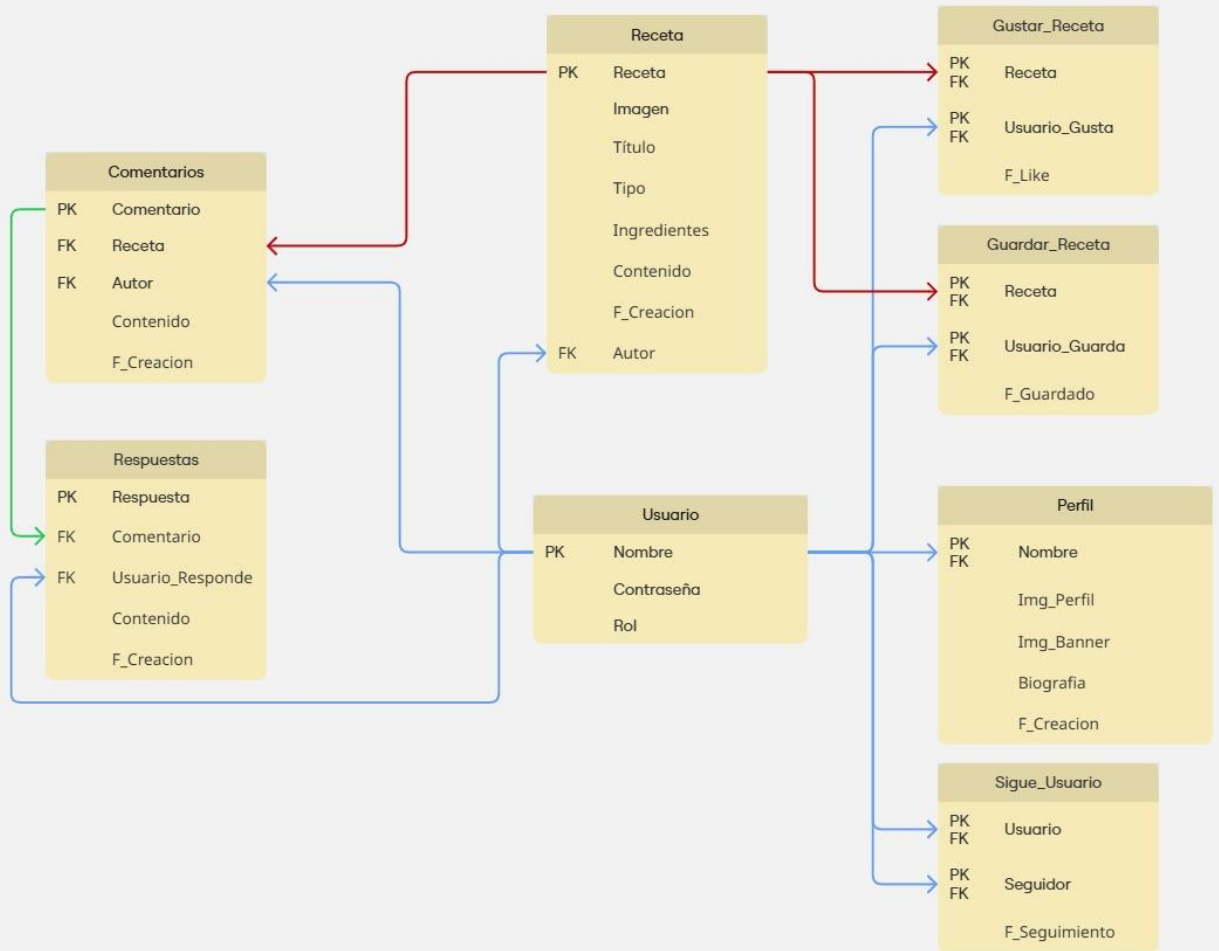 Receta
PK Receta
Imagen
Título
Tipo
Ingredientes
Contenido
F_Creacion
FK Autor
Gustar_Receta
PK
FK Receta
PK
FK Usuario_Gusta
F_Like
Comentarios
PK Comentario
FK Receta
FK Autor
Contenido
F_Creacion
Guardar_Receta
PK
FK Receta
PK
FK Usuario_Guarda
F_Guardado
Respuestas
PK Respuesta
FK Comentario
FK Usuario_Responde
Contenido
F_Creacion
Usuario
PK Nombre
Contraseña
Rol
Perfil
PK
FK Nombre
Img_Perfil
Img_Banner
Biografia
F_Creacion
Sigue_Usuario
PK
FK Usuario
PK
FK Seguidor
F_Seguimiento